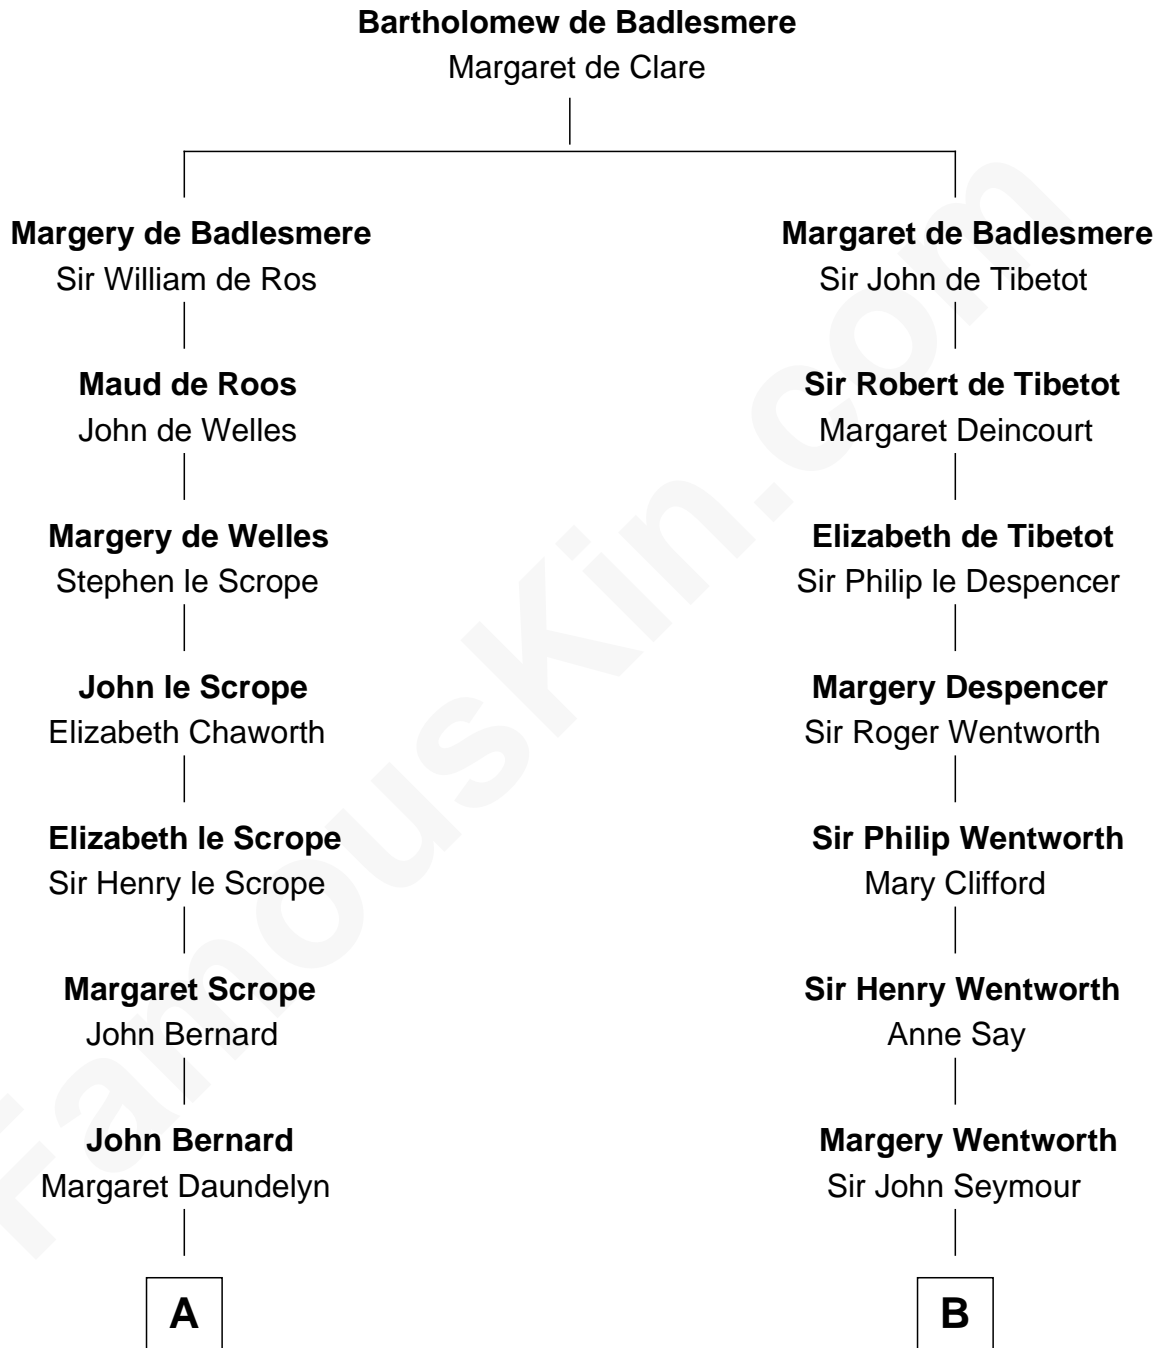 Bartholomew de Badlesmere
Margaret de Clare
Margery de Badlesmere
Sir William de Ros
Margaret de Badlesmere
Sir John de Tibetot
Maud de Roos
John de Welles
Sir Robert de Tibetot
Margaret Deincourt
Margery de Welles
Stephen le Scrope
Elizabeth de Tibetot
Sir Philip le Despencer
John le Scrope
Elizabeth Chaworth
Margery Despencer
Sir Roger Wentworth
Elizabeth le Scrope
Sir Henry le Scrope
Sir Philip Wentworth
Mary Clifford
Margaret Scrope
John Bernard
Sir Henry Wentworth
Anne Say
John Bernard
Margaret Daundelyn
Margery Wentworth
Sir John Seymour
A
B
FamousKin.com